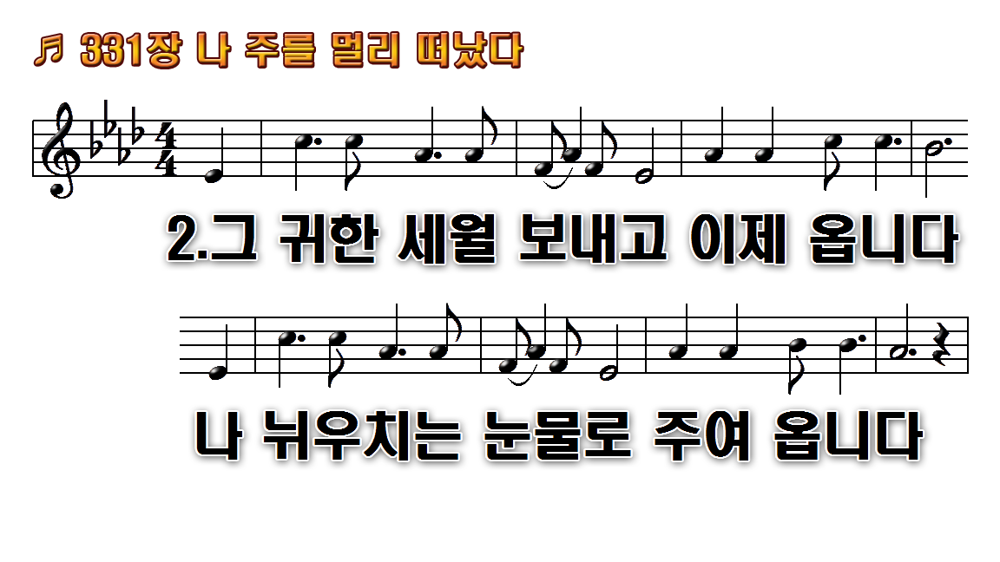 ♬ 331장 나 주를 멀리 떠났다
2.그 귀한 세월 보내고 이제 옵니다
나 뉘우치는 눈물로 주여 옵니다